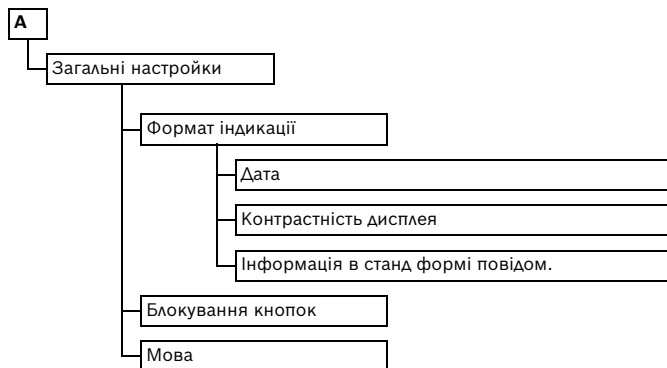 A
Загальні настройки
Формат індикації
Дата
Контрастність дисплея
Інформація в станд формі повідом.
Блокування кнопок
Мова